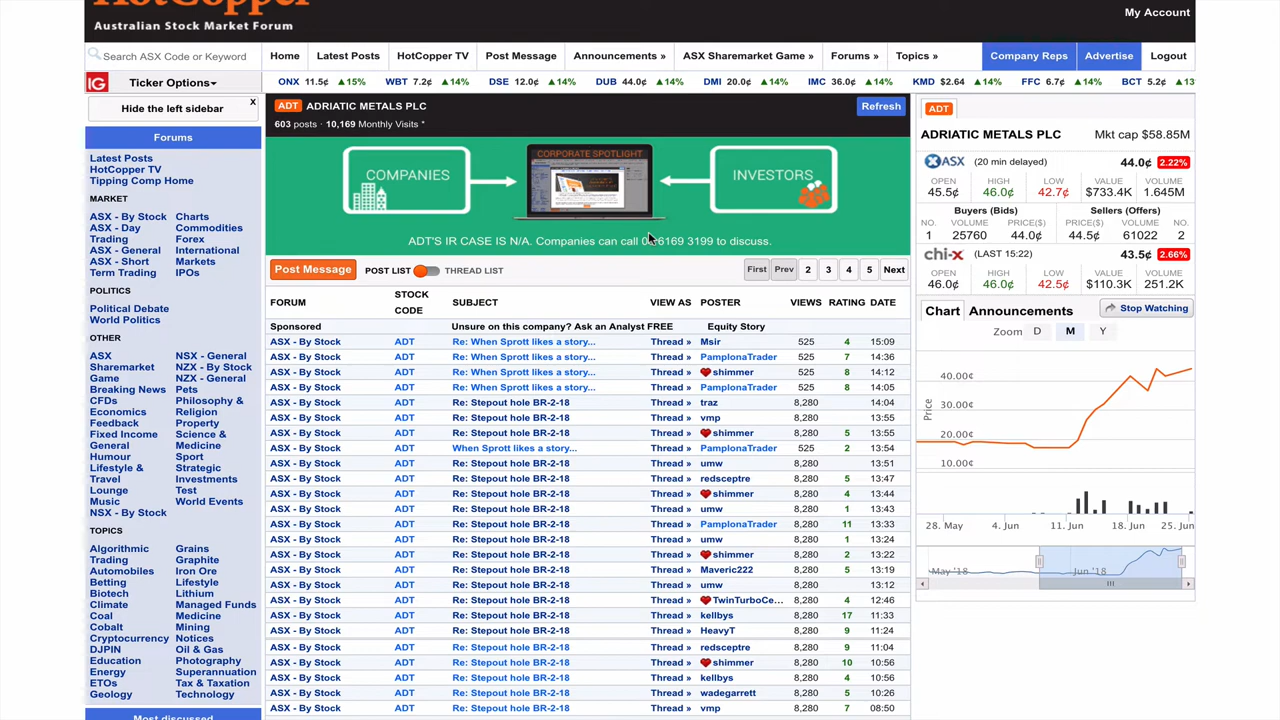 HotCopper
Australian Stock Market Forum
My Account
Search ASX Code or Keyword
Home
Latest Posts
HotCopper TV
Post Message
Announcements »
ASX Sharemarket Game »
Forums »
Topics »
Company Reps
Advertise
Logout
IG
Ticker Options
ONX 11.5¢ ▲15% WBT 7.2¢ ▲14% DSE 12.0¢ ▲14% DUB 44.0¢ ▲14% DMI 20.0¢ ▲14% IMC 36.0¢ ▲14% KMD $2.64 ▲14% FFC 6.7¢ ▲14% BCT 5.2¢ ▲13
Hide the left sidebar x
Forums
Latest Posts
HotCopper TV
Tipping Comp Home
MARKET
ASX - By Stock
ASX - Day
Trading
ASX - General
ASX - Short
Term Trading
Charts
Commodities
Forex
International
Markets
IPOs
POLITICS
Political Debate
World Politics
OTHER
ASX
Sharemarket
Game
Breaking News
CFDs
Economics
Feedback
Fixed Income
General
Humour
Lifestyle &
Travel
Lounge
Music
NSX - By Stock
NSX - General
NZX - By Stock
NZX - General
Pets
Philosophy &
Religion
Property
Science &
Medicine
Sport
Strategic
Investments
Test
World Events
TOPICS
Algorithmic
Trading
Automobiles
Betting
Biotech
Climate
Coal
Cobalt
Cryptocurrency
DJPIN
Education
Energy
ETOs
Geology
Grains
Graphite
Iron Ore
Lifestyle
Lithium
Managed Funds
Medicine
Mining
Notices
Oil & Gas
Photography
Superannuation
Tax & Taxation
Technology
Most discussed
ADT ADRIATIC METALS PLC
Refresh
603 posts · 10,169 Monthly Visits *
COMPANIES
CORPORATE SPOTLIGHT
INVESTORS
ADT'S IR CASE IS N/A. Companies can call 0 6169 3199 to discuss.
Post Message
POST LIST
THREAD LIST
First Prev 2 3 4 5 Next
FORUM STOCK CODE SUBJECT VIEW AS POSTER VIEWS RATING DATE
Sponsored Unsure on this company? Ask an Analyst FREE Equity Story
ASX - By Stock ADT Re: When Sprott likes a story... Thread » Msir 525 4 15:09
ASX - By Stock ADT Re: When Sprott likes a story... Thread » PamplonaTrader 525 7 14:36
ASX - By Stock ADT Re: When Sprott likes a story... Thread » shimmer 525 8 14:12
ASX - By Stock ADT Re: When Sprott likes a story... Thread » PamplonaTrader 525 8 14:05
ASX - By Stock ADT Re: Stepout hole BR-2-18 Thread » traz 8,280 14:04
ASX - By Stock ADT Re: Stepout hole BR-2-18 Thread » vmp 8,280 13:55
ASX - By Stock ADT Re: Stepout hole BR-2-18 Thread » shimmer 8,280 5 13:55
ASX - By Stock ADT When Sprott likes a story... Thread » PamplonaTrader 525 2 13:54
ASX - By Stock ADT Re: Stepout hole BR-2-18 Thread » umw 8,280 13:51
ASX - By Stock ADT Re: Stepout hole BR-2-18 Thread » redsceptre 8,280 5 13:47
ASX - By Stock ADT Re: Stepout hole BR-2-18 Thread » shimmer 8,280 4 13:44
ASX - By Stock ADT Re: Stepout hole BR-2-18 Thread » umw 8,280 1 13:43
ASX - By Stock ADT Re: Stepout hole BR-2-18 Thread » PamplonaTrader 8,280 11 13:33
ASX - By Stock ADT Re: Stepout hole BR-2-18 Thread » umw 8,280 1 13:24
ASX - By Stock ADT Re: Stepout hole BR-2-18 Thread » shimmer 8,280 2 13:22
ASX - By Stock ADT Re: Stepout hole BR-2-18 Thread » Maveric222 8,280 5 13:19
ASX - By Stock ADT Re: Stepout hole BR-2-18 Thread » umw 8,280 13:12
ASX - By Stock ADT Re: Stepout hole BR-2-18 Thread » TwinTurboCe... 8,280 4 12:46
ASX - By Stock ADT Re: Stepout hole BR-2-18 Thread » kellbys 8,280 17 11:33
ASX - By Stock ADT Re: Stepout hole BR-2-18 Thread » HeavyT 8,280 9 11:24
ASX - By Stock ADT Re: Stepout hole BR-2-18 Thread » redsceptre 8,280 9 11:04
ASX - By Stock ADT Re: Stepout hole BR-2-18 Thread » shimmer 8,280 10 10:56
ASX - By Stock ADT Re: Stepout hole BR-2-18 Thread » kellbys 8,280 4 10:56
ASX - By Stock ADT Re: Stepout hole BR-2-18 Thread » wadegarrett 8,280 5 10:26
ASX - By Stock ADT Re: Stepout hole BR-2-18 Thread » vmp 8,280 7 08:50
ADT
ADRIATIC METALS PLC Mkt cap $58.85M
ASX (20 min delayed) 44.0¢ 2.22%
OPEN HIGH LOW VALUE VOLUME
45.5¢ 46.0¢ 42.7¢ $733.4K 1.645M
Buyers (Bids) Sellers (Offers)
NO. VOLUME PRICE($) PRICE($) VOLUME NO.
1 25760 44.0¢ 44.5¢ 61022 2
chi-x (LAST 15:22) 43.5¢ 2.66%
OPEN HIGH LOW VALUE VOLUME
46.0¢ 46.0¢ 42.5¢ $110.3K 251.2K
Chart Announcements Stop Watching
Zoom D M Y
Price
40.00¢
30.00¢
20.00¢
10.00¢
28. May 4. Jun 11. Jun 18. Jun 25. Jun
May '18 Jun '18